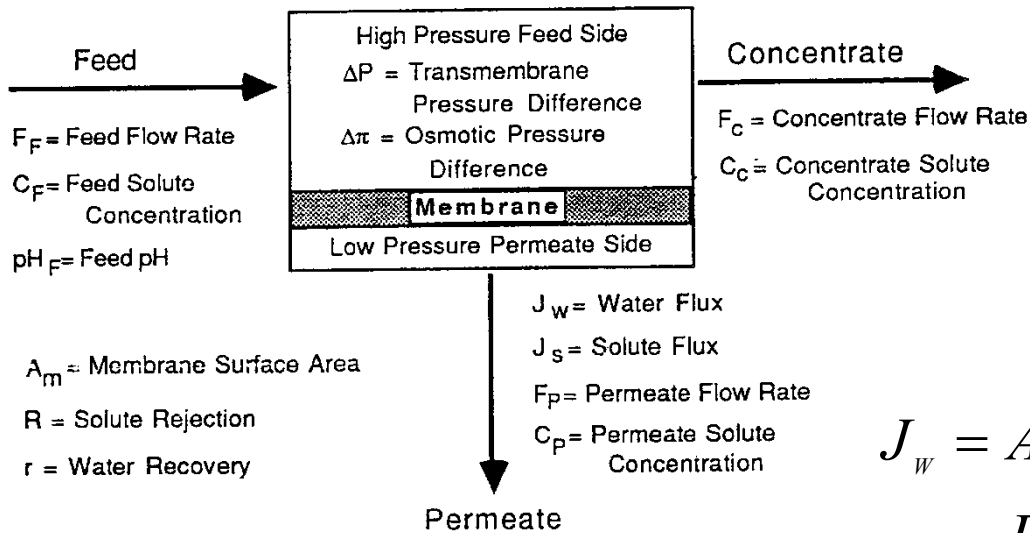 Feed
F_F = Feed Flow Rate
C_F = Feed Solute
Concentration
pH_F = Feed pH
High Pressure Feed Side
ΔP = Transmembrane
Pressure Difference
Δπ = Osmotic Pressure
Difference
Membrane
Low Pressure Permeate Side
Concentrate
F_c = Concentrate Flow Rate
C_c = Concentrate Solute
Concentration
A_m = Membrane Surface Area
R = Solute Rejection
r = Water Recovery
J_w = Water Flux
J_s = Solute Flux
F_P = Permeate Flow Rate
C_P = Permeate Solute
Concentration
Permeate
J_w = A